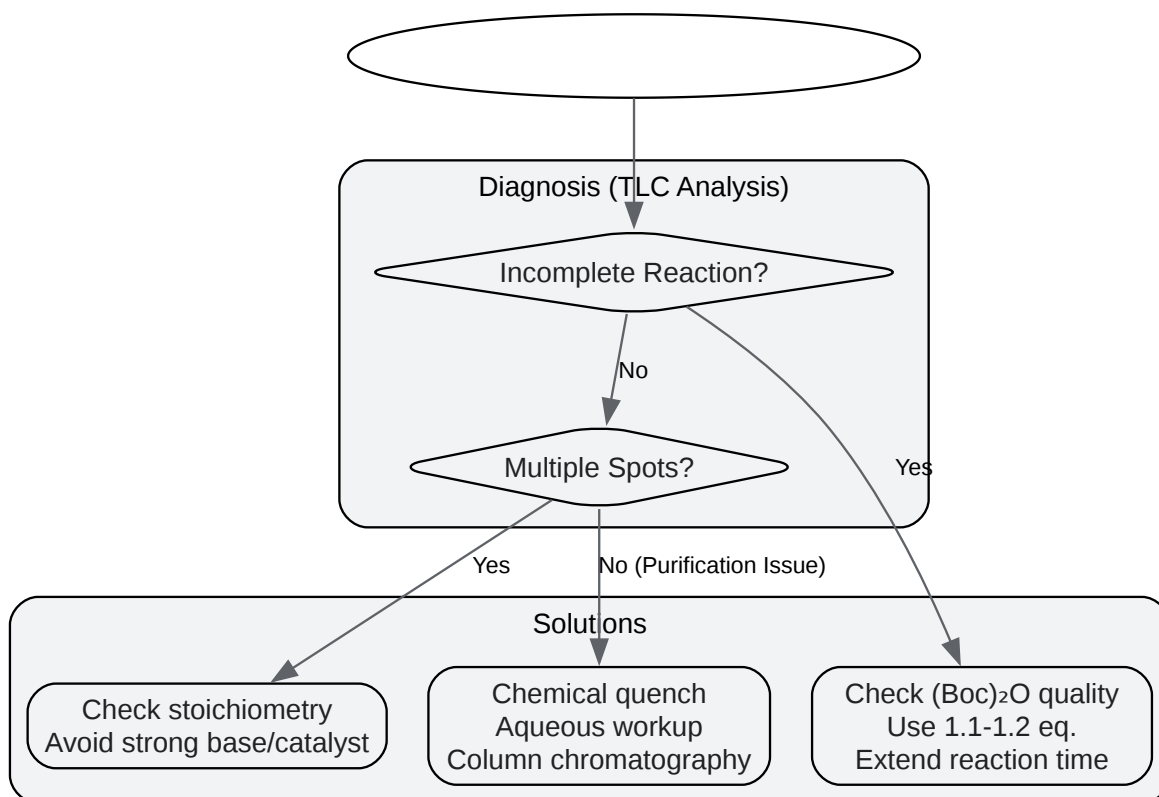 Diagnosis (TLC Analysis)
Incomplete Reaction?
No
Multiple Spots?
Yes
Yes
No (Purification Issue)
Solutions
Check stoichiometry
Avoid strong base/catalyst
Chemical quench
Aqueous workup
Column chromatography
Check (Boc)₂O quality
Use 1.1-1.2 eq.
Extend reaction time